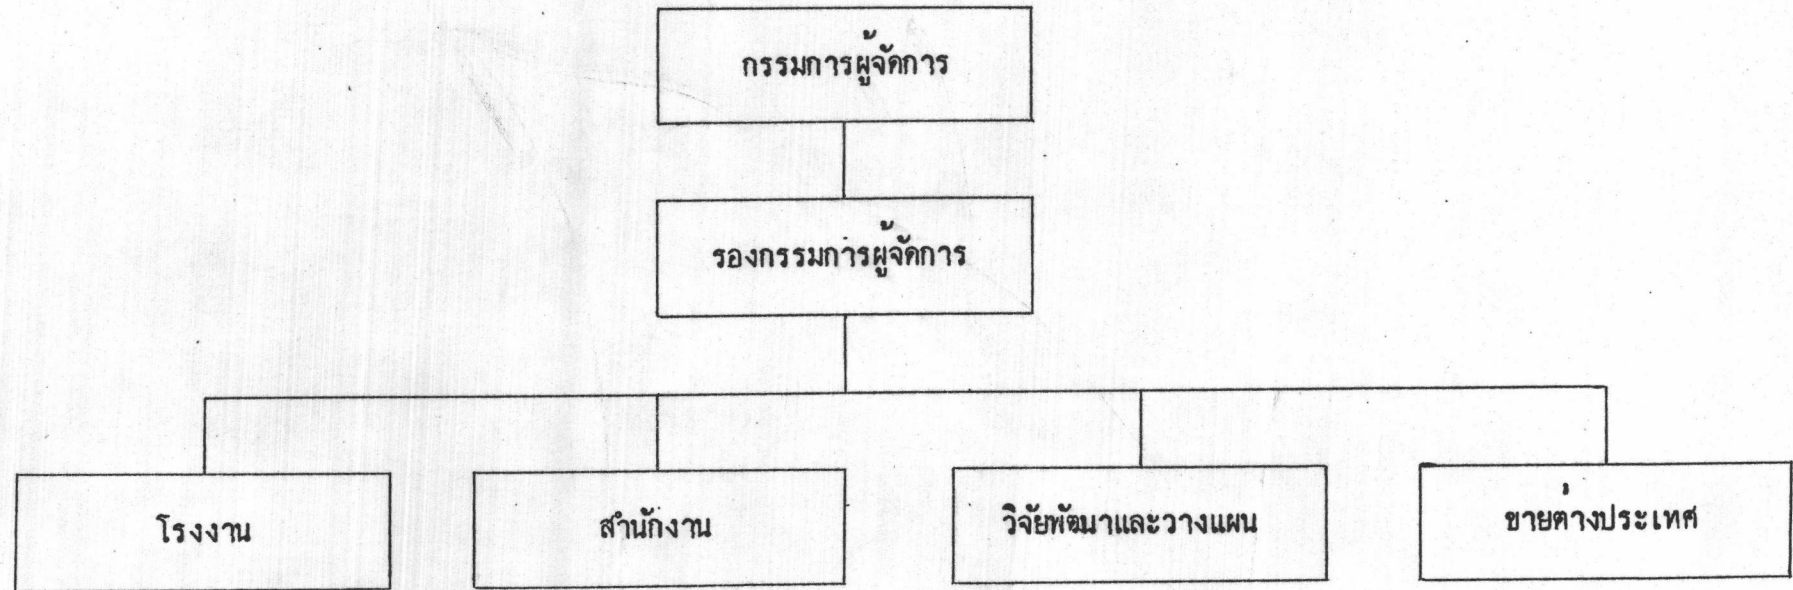 กรรมการผู้จัดการ
รองกรรมการผู้จัดการ
โรงงาน
สำนักงาน
วิจัยพัฒนาและวางแผน
ขายต่างประเทศ